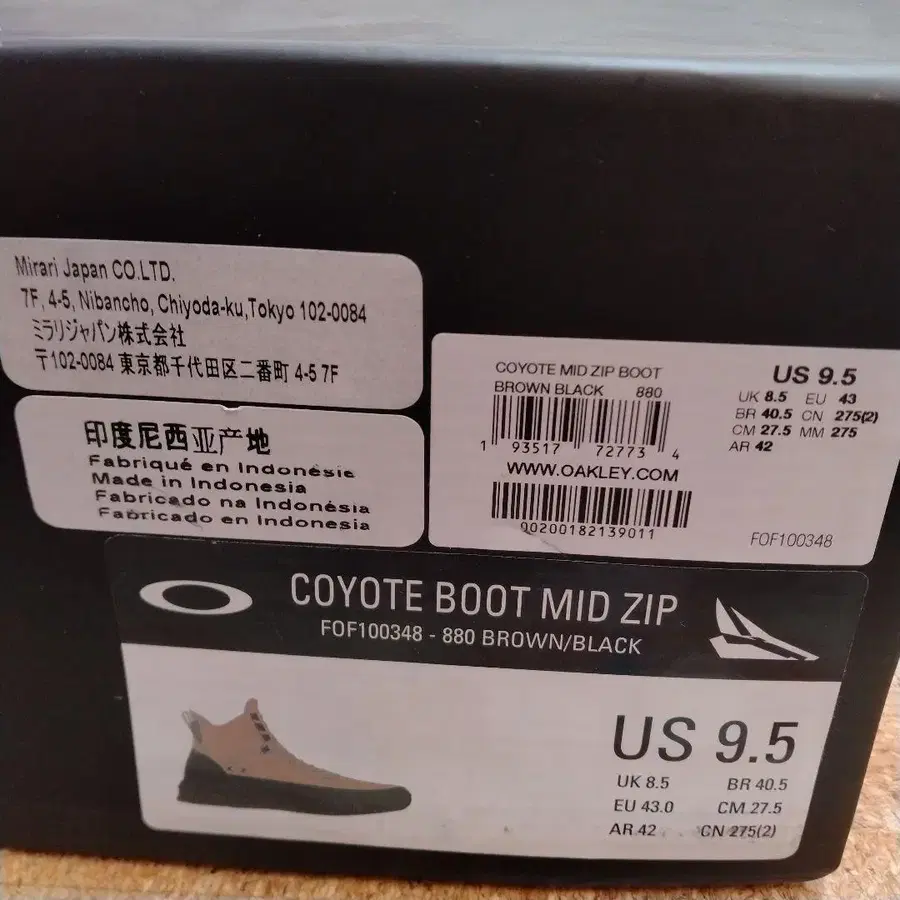 Mirari Japan CO.LTD.
7F, 4-5, Nibancho, Chiyoda-ku,Tokyo 102-0084
ミラリジャパン株式会社
〒102-0084 東京都千代田区二番町 4-5 7F
印度尼西亚产地
Fabriqué en Indonésie
Made in Indonesia
Fabricado na Indonésia
Fabricado en Indonesia
COYOTE MID ZIP BOOT
BROWN BLACK 880
1 93517 72773 4
WWW.OAKLEY.COM
00200182139011
US 9.5
UK 8.5 EU 43
BR 40.5 CN 275(2)
CM 27.5 MM 275
AR 42
FOF100348
COYOTE BOOT MID ZIP
FOF100348 - 880 BROWN/BLACK
US 9.5
UK 8.5 BR 40.5
EU 43.0 CM 27.5
AR 42 CN 275(2)